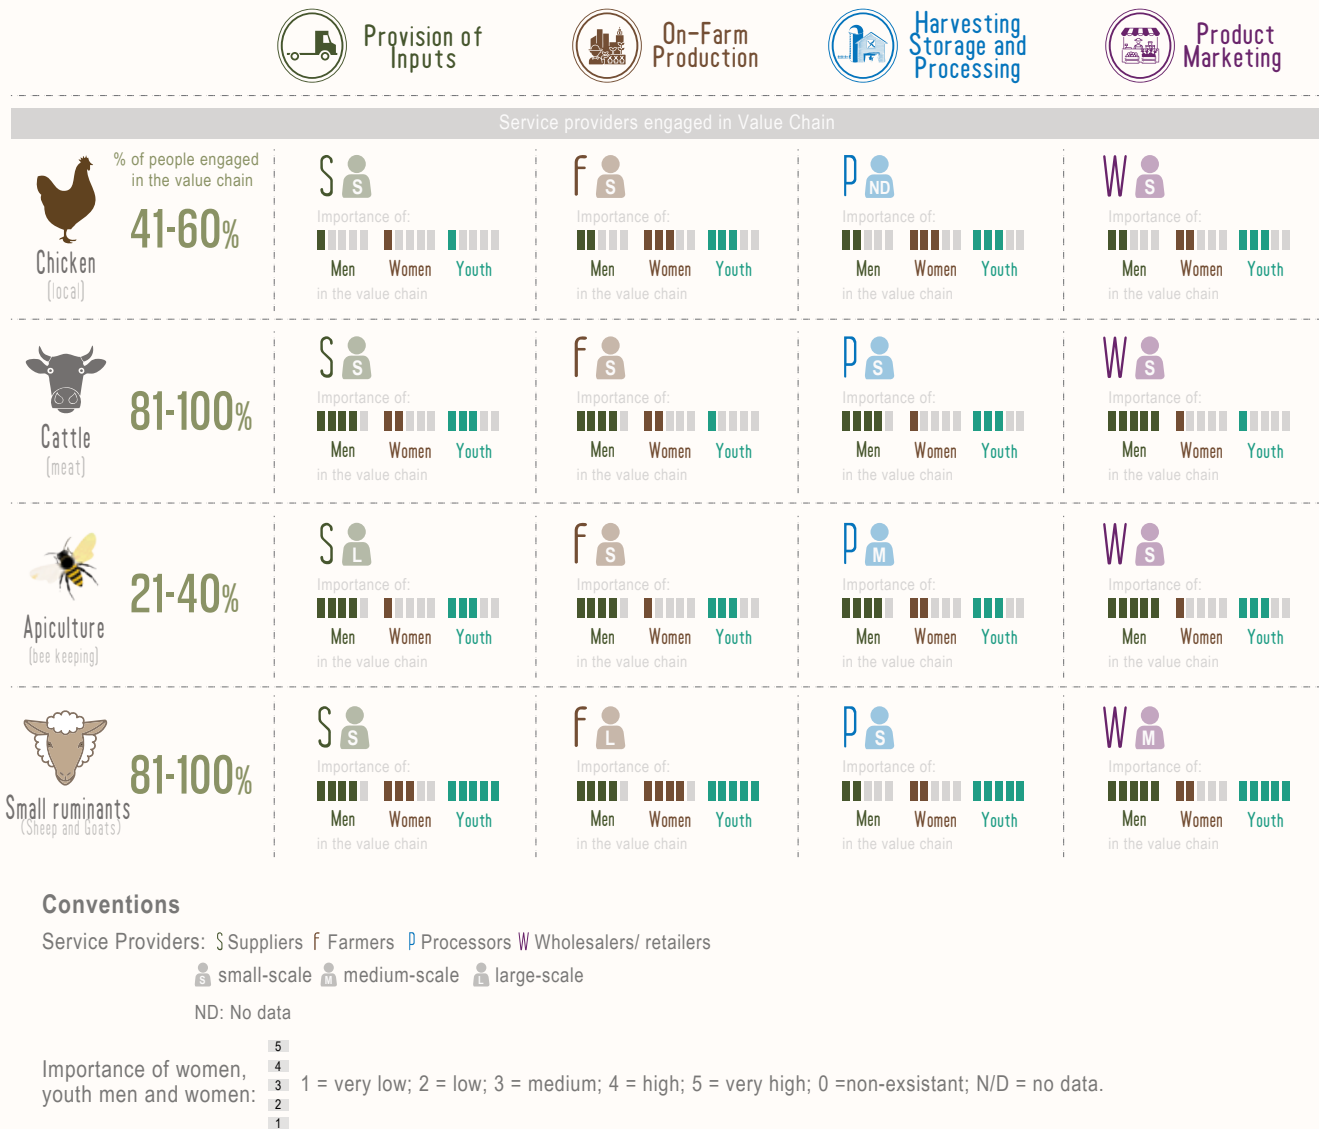 Provision of
Inputs
On-Farm
Production
Harvesting
Storage and
Processing
Product
Marketing
Service providers engaged in Value Chain
% of people engaged
in the value chain
41-60%
Chicken
(local)
S S
Importance of:
Men Women Youth
in the value chain
F S
Importance of:
Men Women Youth
in the value chain
P ND
Importance of:
Men Women Youth
in the value chain
W S
Importance of:
Men Women Youth
in the value chain
81-100%
Cattle
(meat)
S S
Importance of:
Men Women Youth
in the value chain
F S
Importance of:
Men Women Youth
in the value chain
P S
Importance of:
Men Women Youth
in the value chain
W S
Importance of:
Men Women Youth
in the value chain
21-40%
Apiculture
(bee keeping)
S L
Importance of:
Men Women Youth
in the value chain
F S
Importance of:
Men Women Youth
in the value chain
P M
Importance of:
Men Women Youth
in the value chain
W S
Importance of:
Men Women Youth
in the value chain
81-100%
Small ruminants
(Sheep and Goats)
S S
Importance of:
Men Women Youth
in the value chain
F L
Importance of:
Men Women Youth
in the value chain
P S
Importance of:
Men Women Youth
in the value chain
W M
Importance of:
Men Women Youth
in the value chain
Conventions
Service Providers: S Suppliers F Farmers P Processors W Wholesalers/ retailers
S small-scale M medium-scale L large-scale
ND: No data
Importance of women,
youth men and women:
5
4
3
2
1
1 = very low; 2 = low; 3 = medium; 4 = high; 5 = very high; 0 =non-exsistant; N/D = no data.